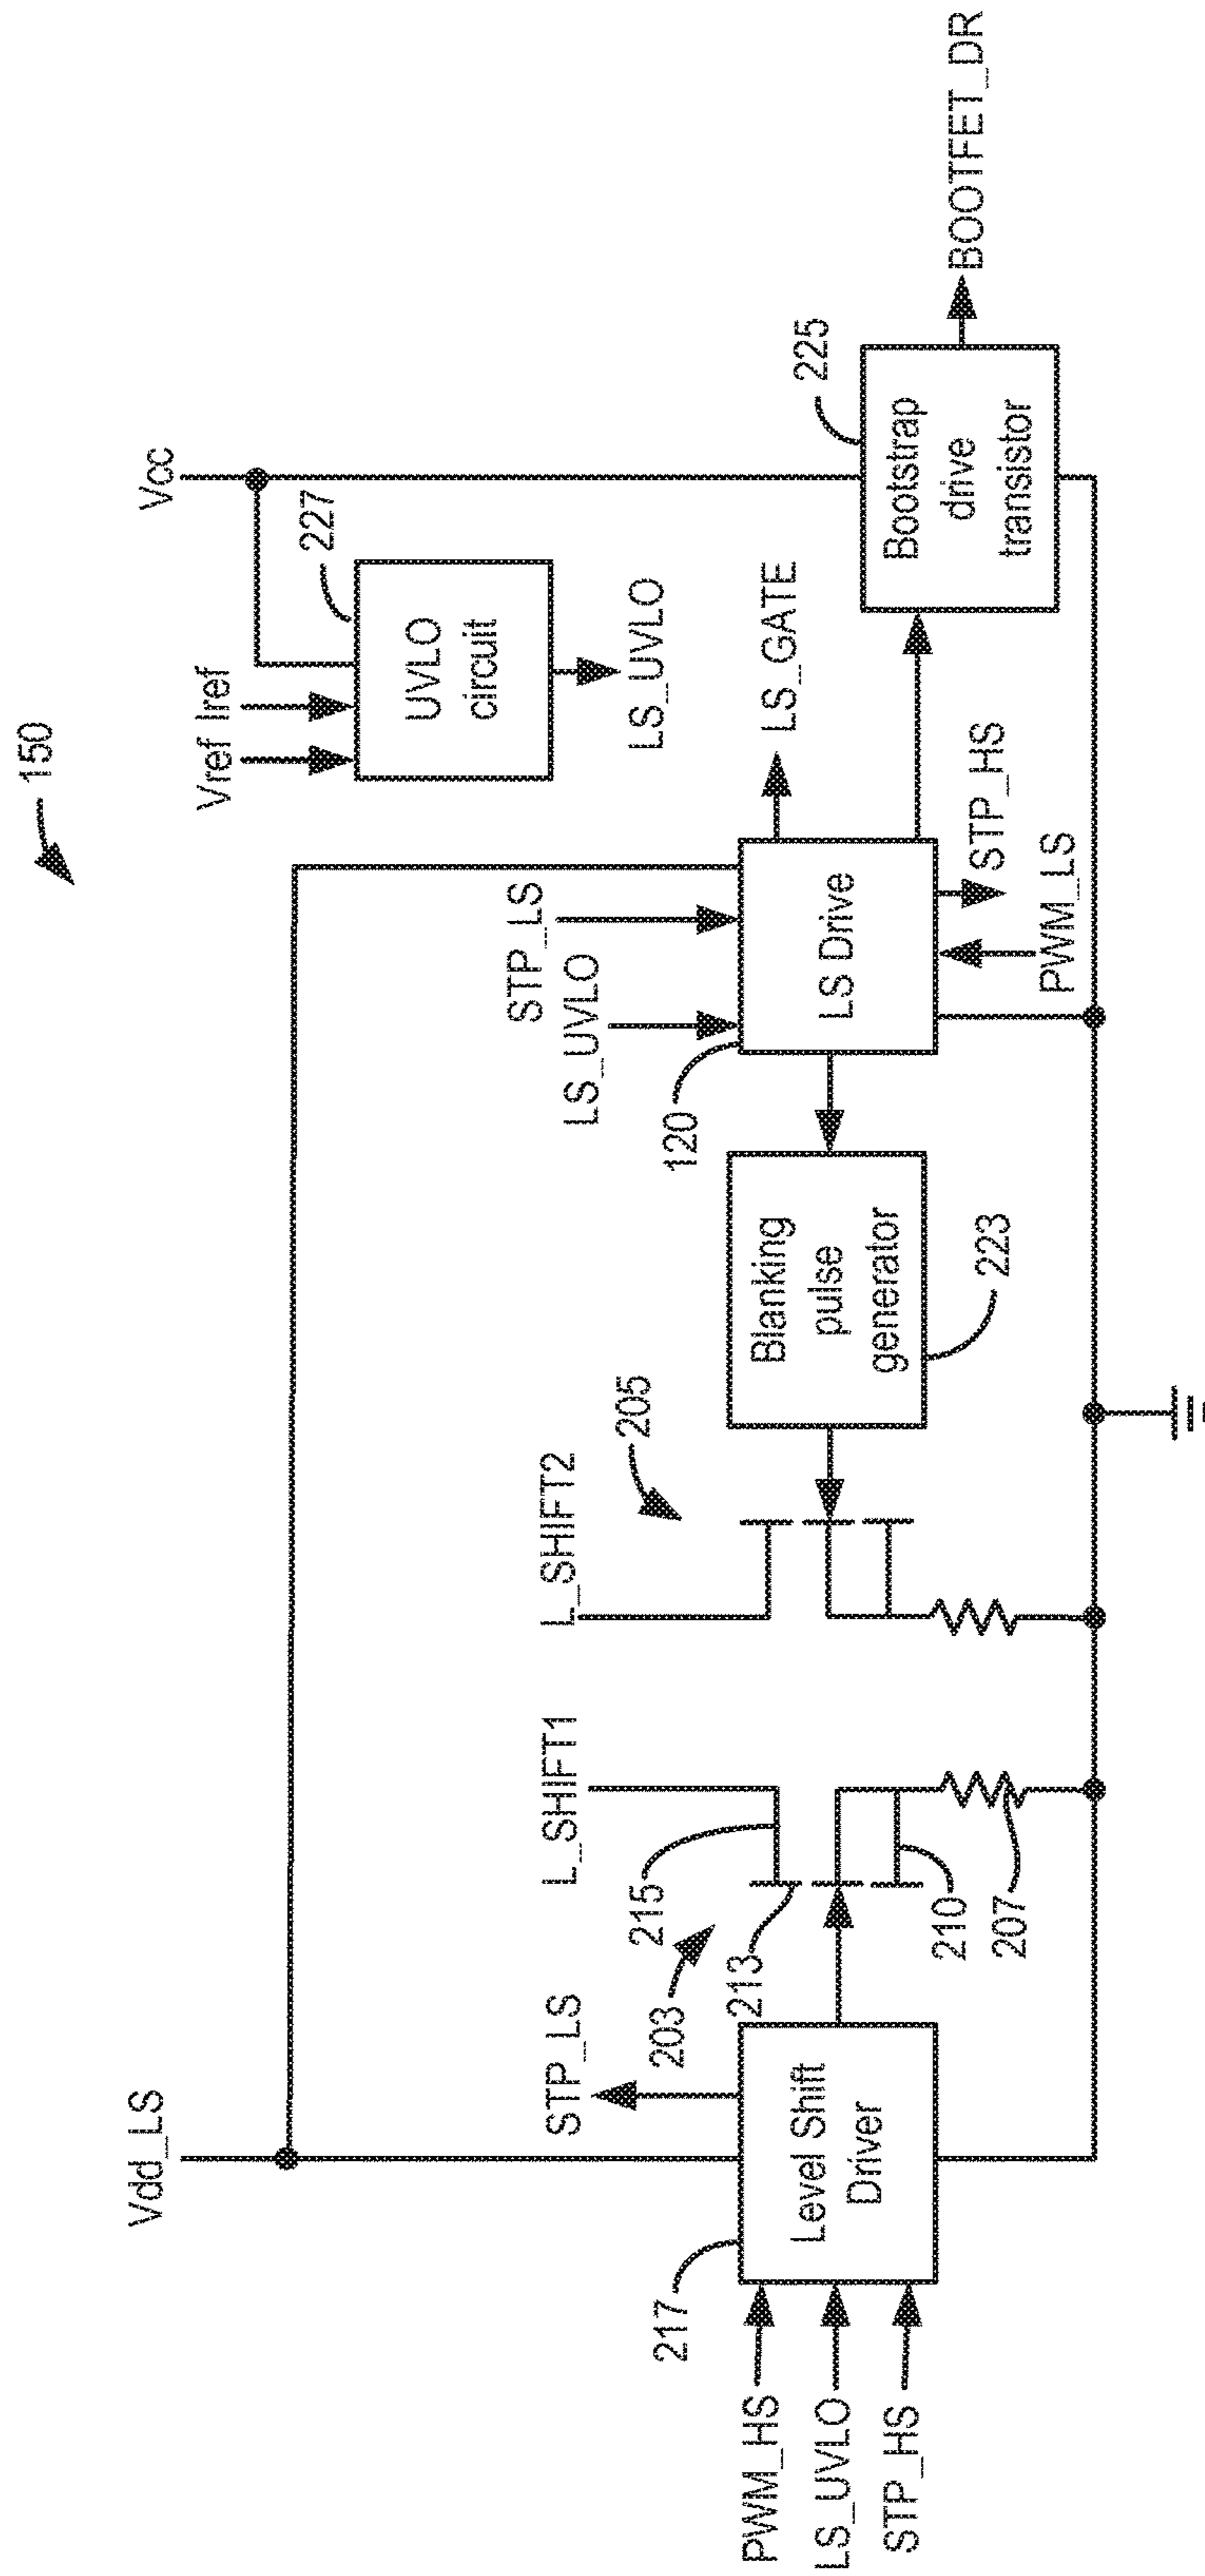 150
Vdd_LS
Vcc
Vref
Iref
227
UVLO
circuit
LS_UVLO
STP_LS
L_SHIFT1
L_SHIFT2
205
STP_LS
LS_UVLO
120
217
203
215
213
Level Shift
Driver
PWM_HS
LS_UVLO
STP_HS
210
207
Blanking
pulse
generator
223
LS Drive
LS_GATE
STP_HS
PWM_LS
225
Bootstrap
drive
transistor
BOOTFET_DR